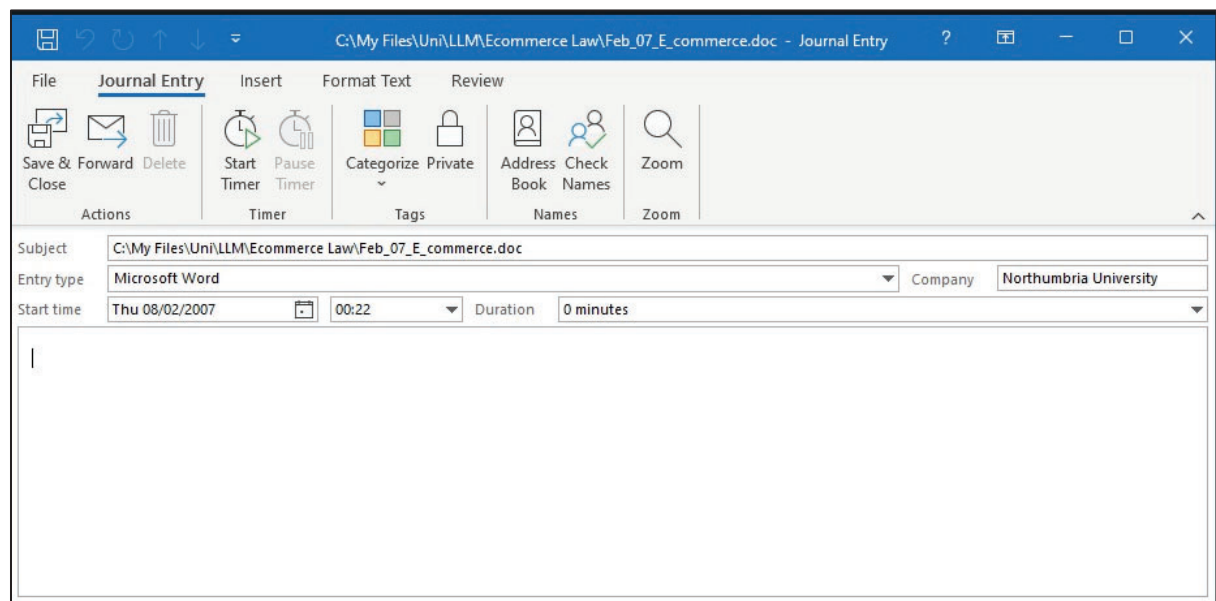 C:\My Files\Uni\LLM\Ecommerce Law\Feb_07_E_commerce.doc - Journal Entry ?
File Journal Entry Insert Format Text Review
Save & Close Forward Delete Start Timer Pause Timer Categorize Private Address Book Check Names Zoom
Actions Timer Tags Names Zoom
Subject C:\My Files\Uni\LLM\Ecommerce Law\Feb_07_E_commerce.doc
Entry type Microsoft Word Company Northumbria University
Start time Thu 08/02/2007 00:22 Duration 0 minutes